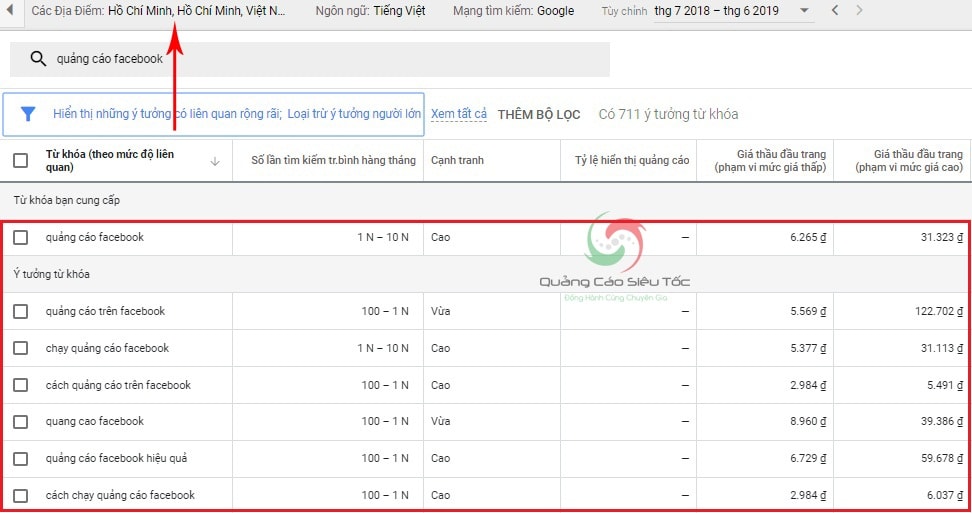 Các Địa Điểm: Hồ Chí Minh, Hồ Chí Minh, Việt N... Ngôn ngữ: Tiếng Việt Mạng tìm kiếm: Google Tùy chỉnh thg 7 2018 – thg 6 2019
quảng cáo facebook
Hiển thị những ý tưởng có liên quan rộng rãi; Loại trừ ý tưởng người lớn Xem tất cả THÊM BỘ LỌC Có 711 ý tưởng từ khóa
Từ khóa (theo mức độ liên quan) Số lần tìm kiếm tr.bình hàng tháng Cạnh tranh Tỷ lệ hiển thị quảng cáo Giá thầu đầu trang (phạm vi mức giá thấp) Giá thầu đầu trang (phạm vi mức giá cao)
Từ khóa bạn cung cấp
quảng cáo facebook 1 N – 10 N Cao – 6.265 ₫ 31.323 ₫
Ý tưởng từ khóa
Quảng Cáo Siêu Tốc
Đồng Hành Cùng Chuyên Gia
quảng cáo trên facebook 100 – 1 N Vừa – 5.569 ₫ 122.702 ₫
chạy quảng cáo facebook 1 N – 10 N Cao – 5.377 ₫ 31.113 ₫
cách quảng cáo trên facebook 100 – 1 N Cao – 2.984 ₫ 5.491 ₫
quang cao facebook 100 – 1 N Vừa – 8.960 ₫ 39.386 ₫
quảng cáo facebook hiệu quả 100 – 1 N Cao – 6.729 ₫ 59.678 ₫
cách chạy quảng cáo facebook 100 – 1 N Cao – 2.984 ₫ 6.037 ₫